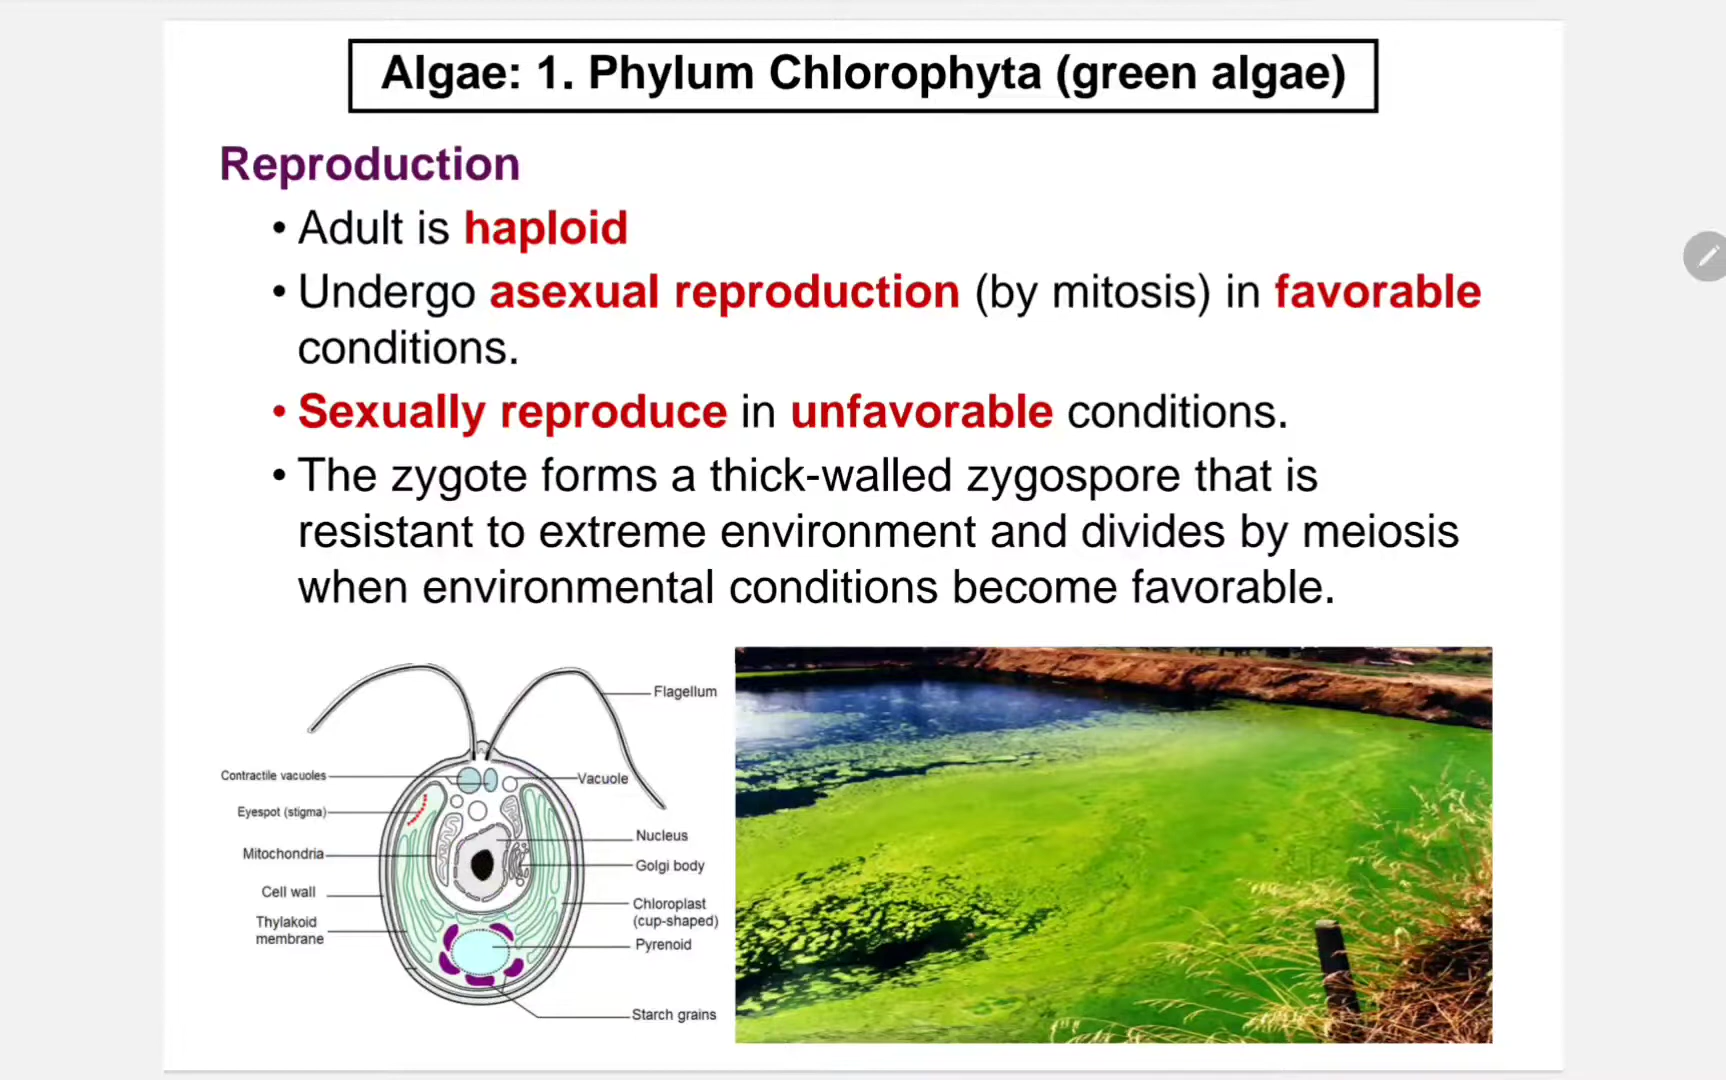 Algae: 1. Phylum Chlorophyta (green algae)
Reproduction
• Adult is haploid
• Undergo asexual reproduction (by mitosis) in favorable
conditions.
• Sexually reproduce in unfavorable conditions.
• The zygote forms a thick-walled zygospore that is
resistant to extreme environment and divides by meiosis
when environmental conditions become favorable.
Flagellum
Contractile vacuoles
Vacuole
Eyespot (stigma)
Nucleus
Mitochondria
Golgi body
Cell wall
Chloroplast
(cup-shaped)
Thylakoid
membrane
Pyrenoid
Starch grains